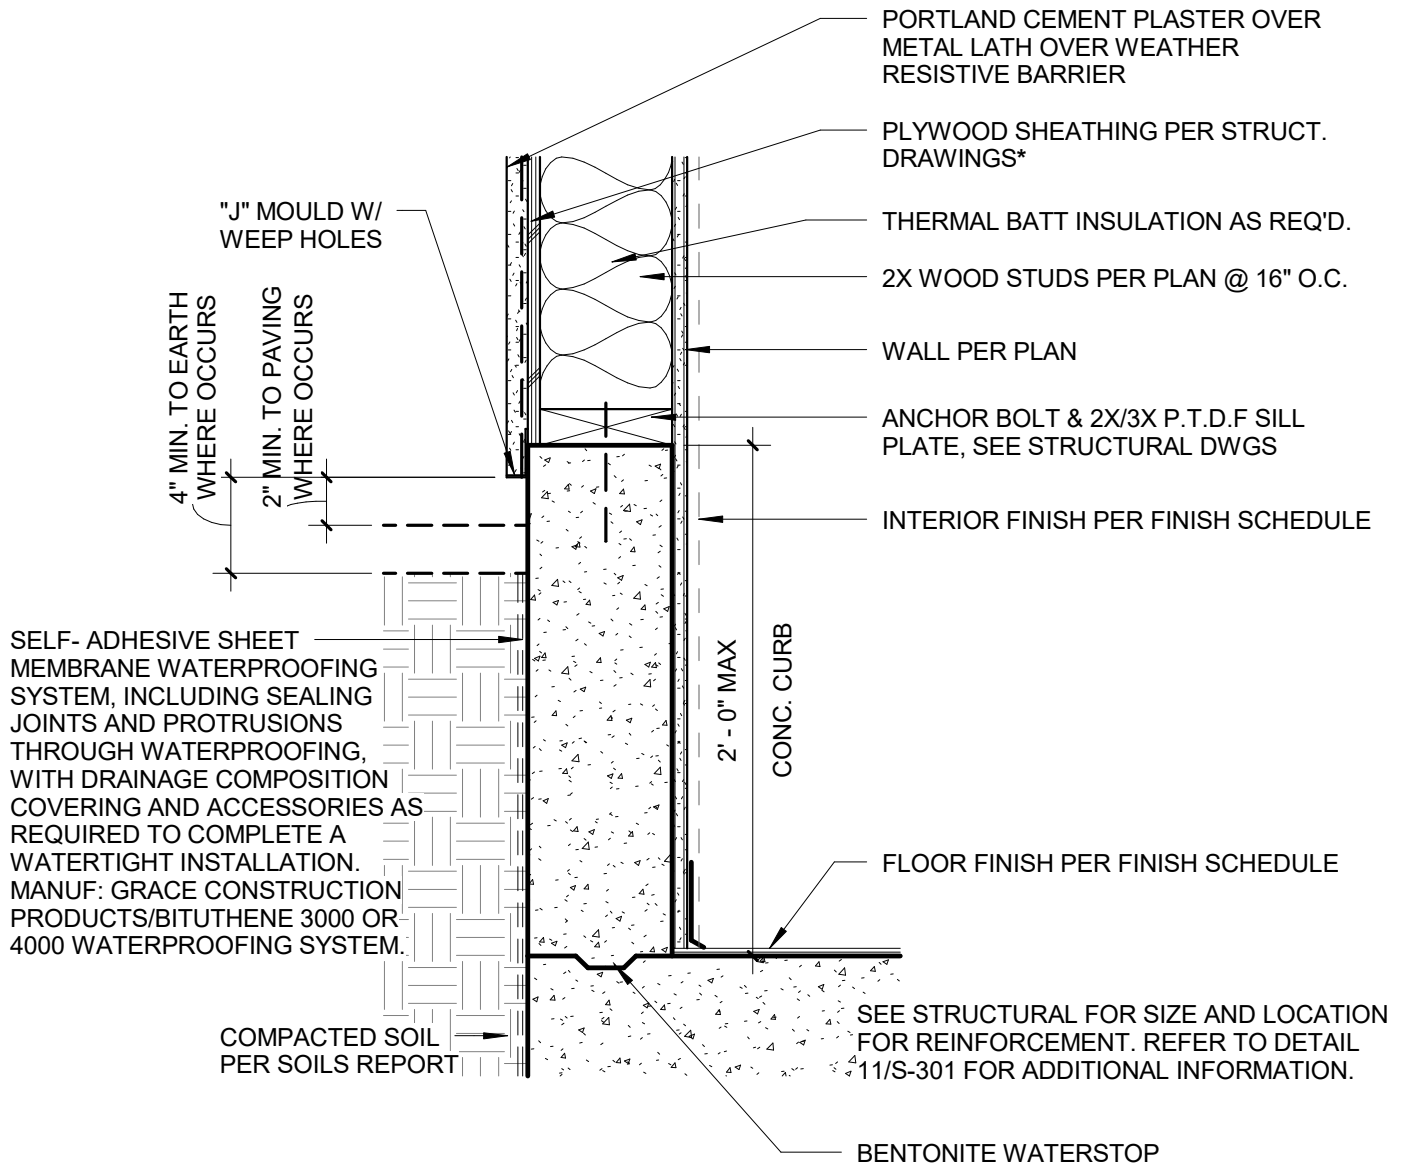 PORTLAND CEMENT PLASTER OVER
METAL LATH OVER WEATHER
RESISTIVE BARRIER
PLYWOOD SHEATHING PER STRUCT.
DRAWINGS*
"J" MOULD W/
WEEP HOLES
THERMAL BATT INSULATION AS REQ'D.
2X WOOD STUDS PER PLAN @ 16" O.C.
4" MIN. TO EARTH
WHERE OCCURS
2" MIN. TO PAVING
WHERE OCCURS
WALL PER PLAN
ANCHOR BOLT & 2X/3X P.T.D.F SILL
PLATE, SEE STRUCTURAL DWGS
INTERIOR FINISH PER FINISH SCHEDULE
SELF- ADHESIVE SHEET
MEMBRANE WATERPROOFING
SYSTEM, INCLUDING SEALING
JOINTS AND PROTRUSIONS
THROUGH WATERPROOFING,
WITH DRAINAGE COMPOSITION
COVERING AND ACCESSORIES AS
REQUIRED TO COMPLETE A
WATERTIGHT INSTALLATION.
MANUF: GRACE CONSTRUCTION
PRODUCTS/BITUTHENE 3000 OR
4000 WATERPROOFING SYSTEM.
2' - 0" MAX
CONC. CURB
FLOOR FINISH PER FINISH SCHEDULE
COMPACTED SOIL
PER SOILS REPORT
SEE STRUCTURAL FOR SIZE AND LOCATION
FOR REINFORCEMENT. REFER TO DETAIL
11/S-301 FOR ADDITIONAL INFORMATION.
BENTONITE WATERSTOP